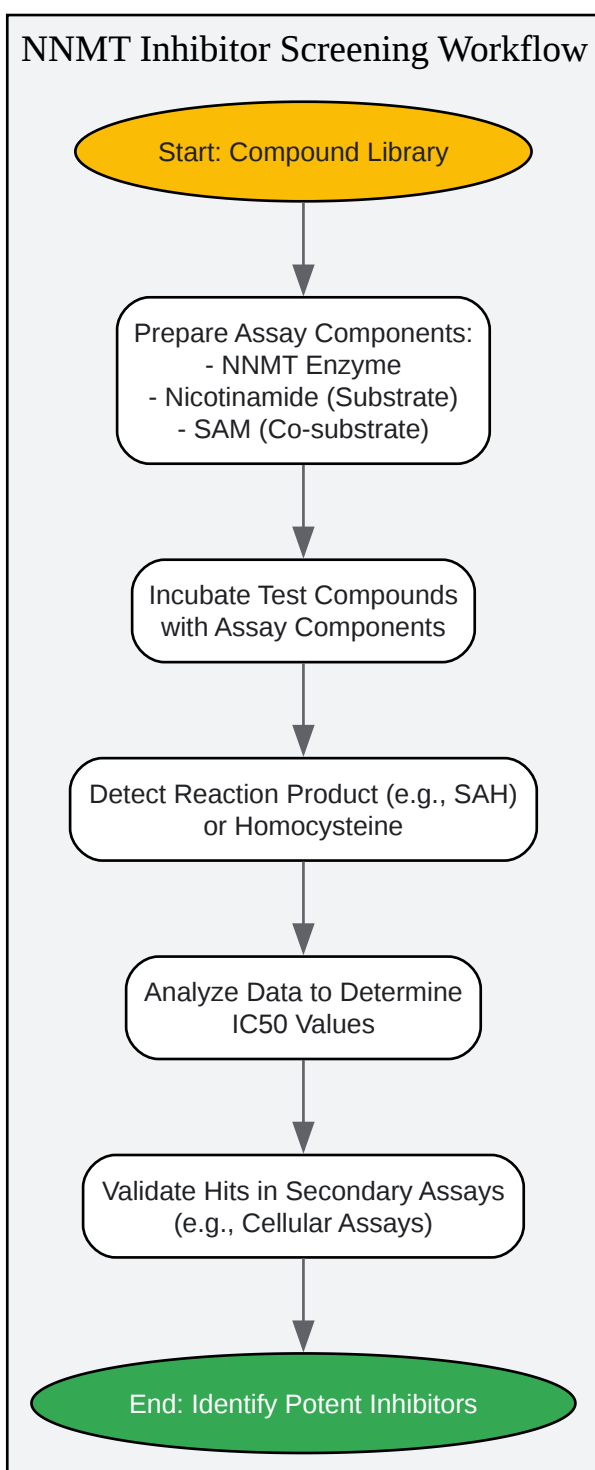 NNMT Inhibitor Screening Workflow
Start: Compound Library
Prepare Assay Components:
- NNMT Enzyme
- Nicotinamide (Substrate)
- SAM (Co-substrate)
Incubate Test Compounds
with Assay Components
Detect Reaction Product (e.g., SAH)
or Homocysteine
Analyze Data to Determine
IC50 Values
Validate Hits in Secondary Assays
(e.g., Cellular Assays)
End: Identify Potent Inhibitors